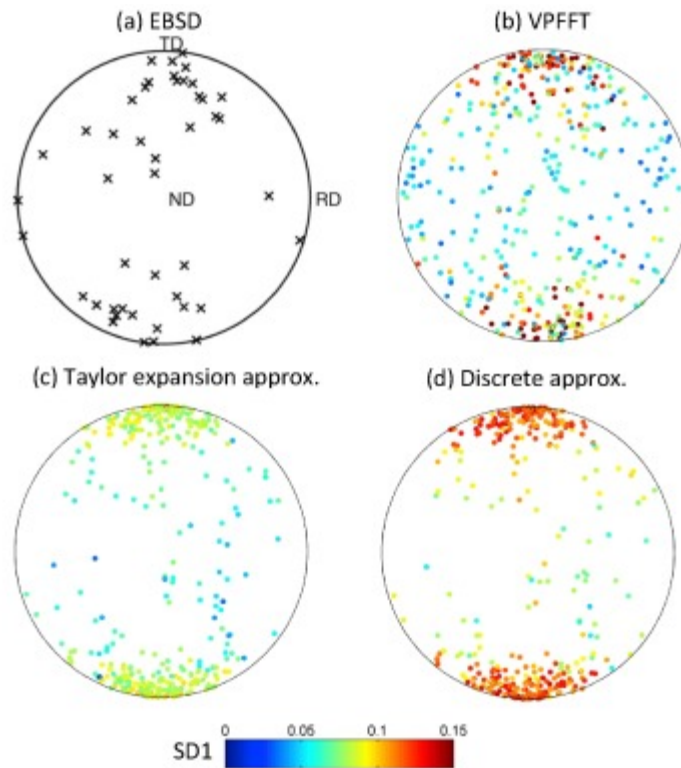 (a) EBSD
TD
ND
RD
(b) VPFFT
(c) Taylor expansion approx.
(d) Discrete approx.
0 0.05 0.1 0.15
SD1